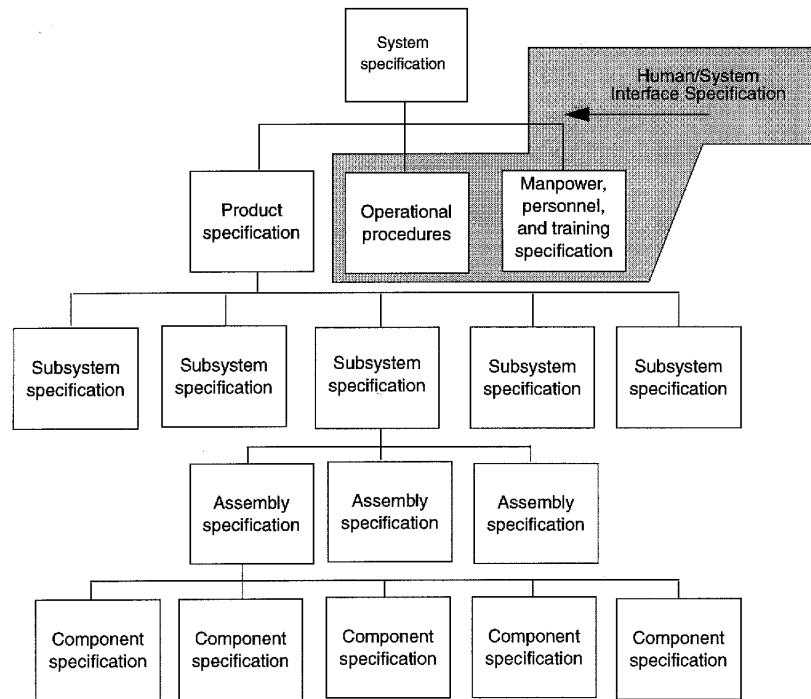 System
specification
Human/System
Interface Specification
Product
specification
Operational
procedures
Manpower,
personnel,
and training
specification
Subsystem
specification
Subsystem
specification
Subsystem
specification
Subsystem
specification
Subsystem
specification
Assembly
specification
Assembly
specification
Assembly
specification
Component
specification
Component
specification
Component
specification
Component
specification
Component
specification